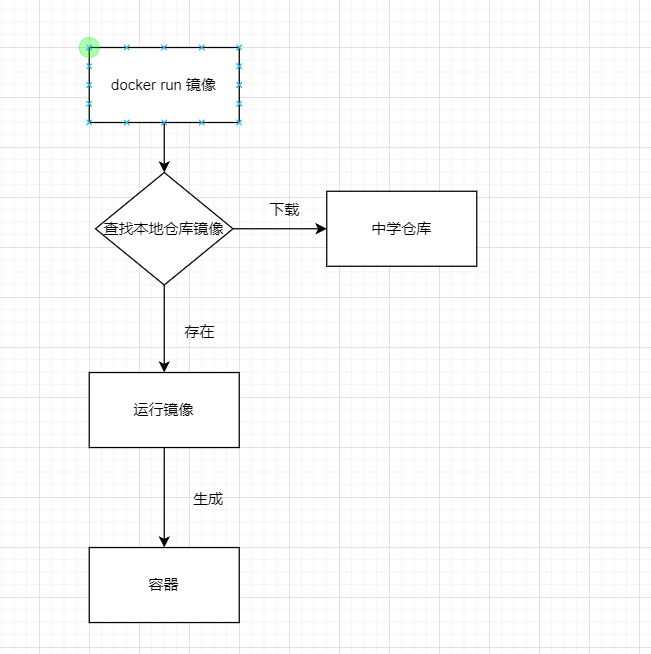 docker run 镜像
查找本地仓库镜像
下载
中学仓库
存在
运行镜像
生成
容器